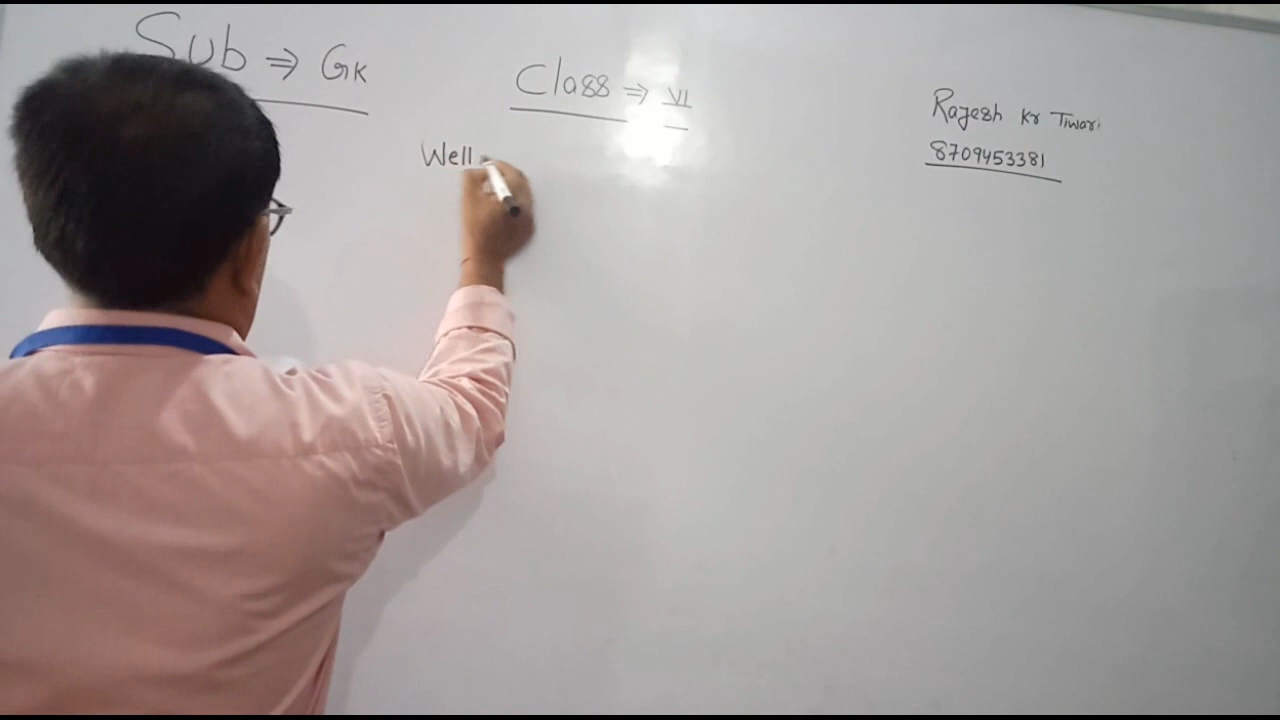 Sub ⇒ GK
Class ⇒ VI
Rajesh Kr Tiwari
8709453381
Well